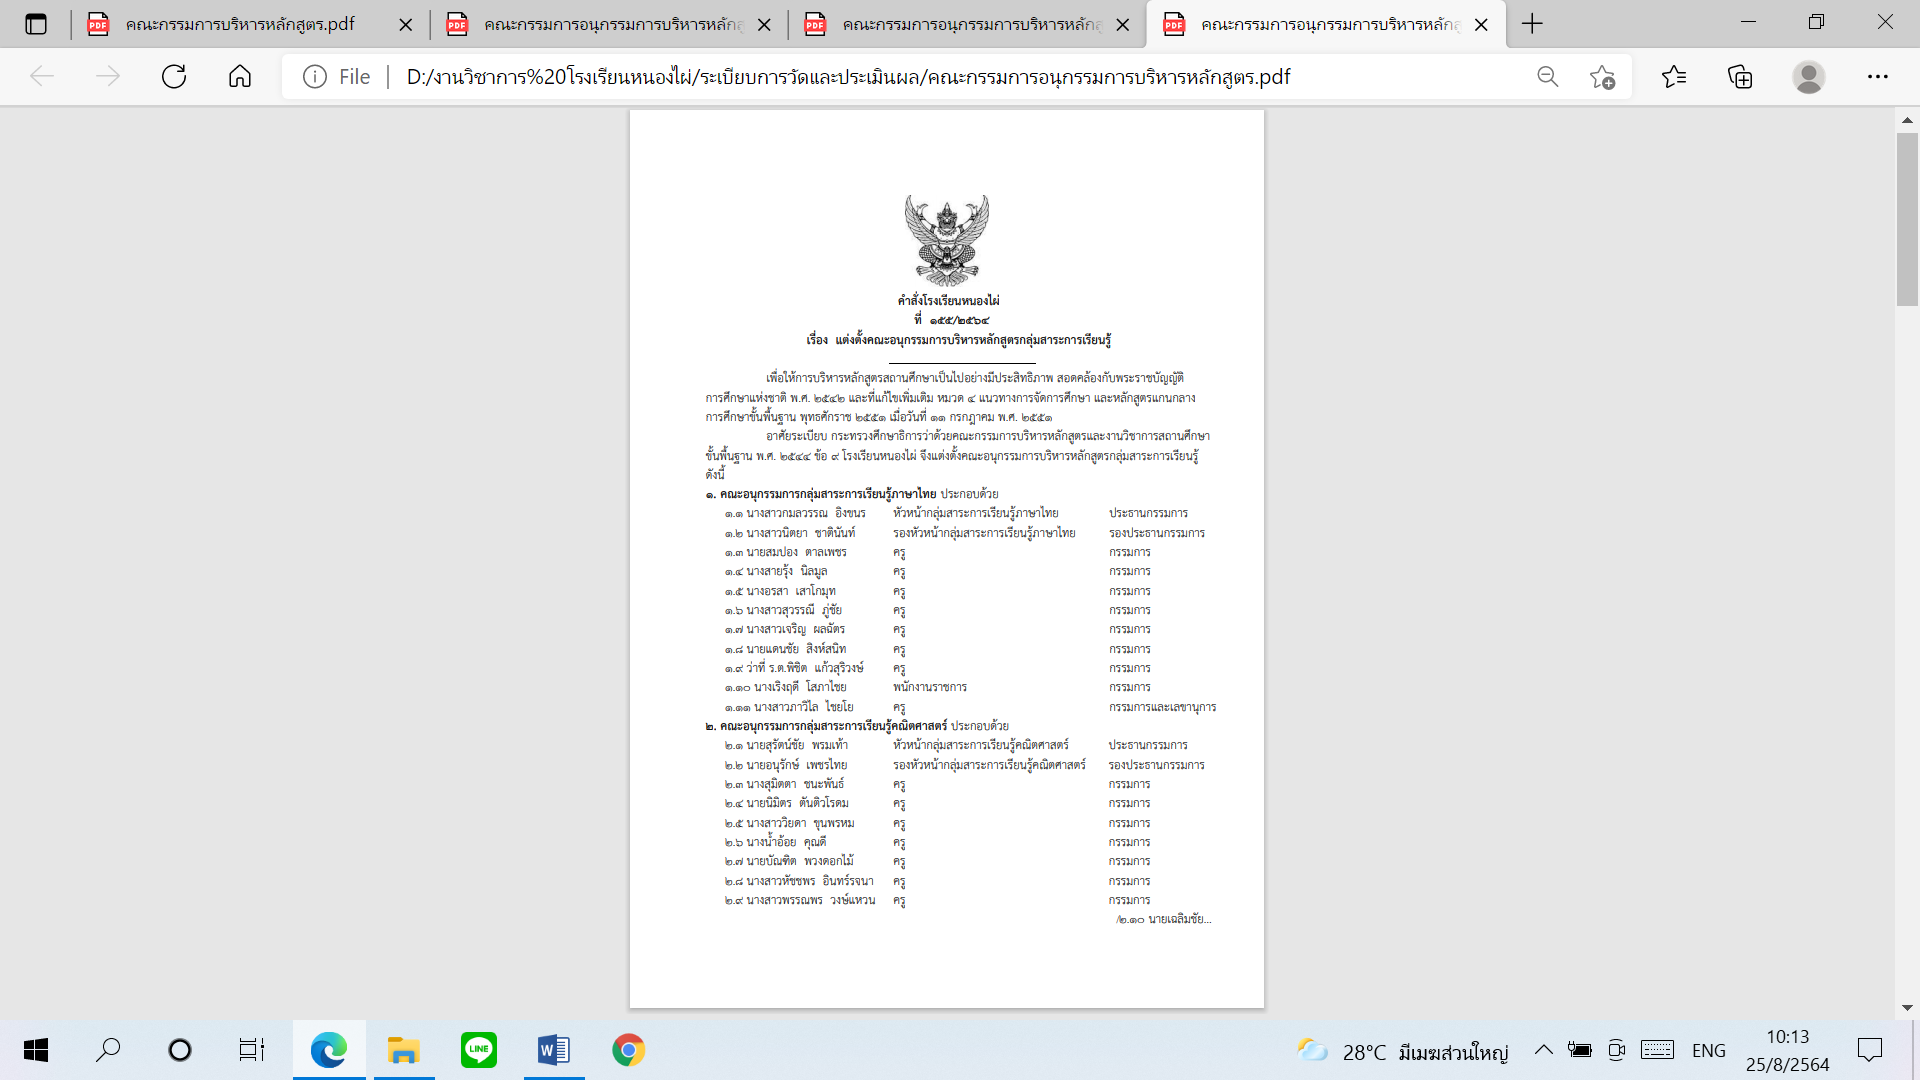 คณะกรรมการบริหารหลักสูตร.pdf
คณะกรรมการอนุกรรมการบริหารหลักสู
คณะกรรมการอนุกรรมการบริหารหลักสู
คณะกรรมการอนุกรรมการบริหารหลักสู
File
D:/งานวิชาการ%20โรงเรียนหนองไผ่/ระเบียบการวัดและประเมินผล/คณะกรรมการอนุกรรมการบริหารหลักสูตร.pdf
คำสั่งโรงเรียนหนองไผ่
ที่ ๑๕๕/๒๕๖๔
เรื่อง แต่งตั้งคณะอนุกรรมการบริหารหลักสูตรกลุ่มสาระการเรียนรู้
เพื่อให้การบริหารหลักสูตรสถานศึกษาเป็นไปอย่างมีประสิทธิภาพ สอดคล้องกับพระราชบัญญัติ
การศึกษาแห่งชาติ พ.ศ. ๒๕๔๒ และที่แก้ไขเพิ่มเติม หมวด ๔ แนวทางการจัดการศึกษา และหลักสูตรแกนกลาง
การศึกษาขั้นพื้นฐาน พุทธศักราช ๒๕๕๑ เมื่อวันที่ ๑๑ กรกฎาคม พ.ศ. ๒๕๕๑
อาศัยระเบียบ กระทรวงศึกษาธิการว่าด้วยคณะกรรมการบริหารหลักสูตรและงานวิชาการสถานศึกษา
ขั้นพื้นฐาน พ.ศ. ๒๕๔๔ ข้อ ๙ โรงเรียนหนองไผ่ จึงแต่งตั้งคณะอนุกรรมการบริหารหลักสูตรกลุ่มสาระการเรียนรู้
ดังนี้
๑. คณะอนุกรรมการกลุ่มสาระการเรียนรู้ภาษาไทย ประกอบด้วย
๑.๑ นางสาวกมลวรรณ อิงขนร หัวหน้ากลุ่มสาระการเรียนรู้ภาษาไทย ประธานกรรมการ
๑.๒ นางสาวนิตยา ชาตินันท์ รองหัวหน้ากลุ่มสาระการเรียนรู้ภาษาไทย รองประธานกรรมการ
๑.๓ นายสมปอง ตาลเพชร ครู กรรมการ
๑.๔ นางสายรุ้ง นิลมูล ครู กรรมการ
๑.๕ นางอรสา เสาโกมุท ครู กรรมการ
๑.๖ นางสาวสุวรรณี ภู่ชัย ครู กรรมการ
๑.๗ นางสาวเจริญ ผลฉัตร ครู กรรมการ
๑.๘ นายแดนชัย สิงห์สนิท ครู กรรมการ
๑.๙ ว่าที่ ร.ต.พิชิต แก้วสุริวงษ์ ครู กรรมการ
๑.๑๐ นางเริงฤดี โสภาไชย พนักงานราชการ กรรมการ
๑.๑๑ นางสาวภาวิไล ไชยโย ครู กรรมการและเลขานุการ
๒. คณะอนุกรรมการกลุ่มสาระการเรียนรู้คณิตศาสตร์ ประกอบด้วย
๒.๑ นายสุรัตน์ชัย พรมเท้า หัวหน้ากลุ่มสาระการเรียนรู้คณิตศาสตร์ ประธานกรรมการ
๒.๒ นายอนุรักษ์ เพชรไทย รองหัวหน้ากลุ่มสาระการเรียนรู้คณิตศาสตร์ รองประธานกรรมการ
๒.๓ นางสุมิตตา ชนะพันธ์ ครู กรรมการ
๒.๔ นายนิมิตร ตันติวโรดม ครู กรรมการ
๒.๕ นางสาววิยดา ขุนพรหม ครู กรรมการ
๒.๖ นางน้ำอ้อย คุณดี ครู กรรมการ
๒.๗ นายบัณฑิต พวงดอกไม้ ครู กรรมการ
๒.๘ นางสาวหัชชพร อินทร์รจนา ครู กรรมการ
๒.๙ นางสาวพรรณพร วงษ์แหวน ครู กรรมการ
/๒.๑๐ นายเฉลิมชัย...
28°C มีเมฆส่วนใหญ่
ENG
10:13
25/8/2564